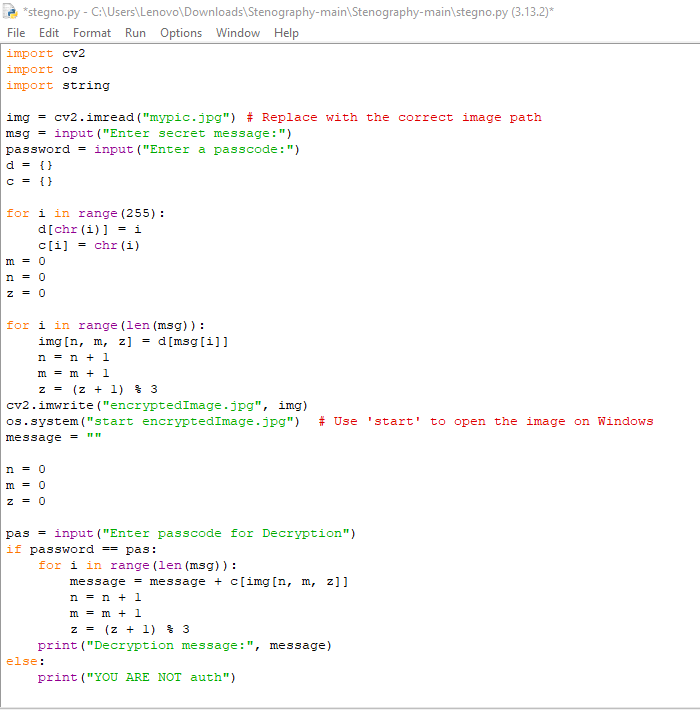 *stegno.py - C:\Users\Lenovo\Downloads\Stenography-main\Stenography-main\stegno.py (3.13.2)*
File Edit Format Run Options Window Help
import cv2
import os
import string

img = cv2.imread("mypic.jpg") # Replace with the correct image path
msg = input("Enter secret message:")
password = input("Enter a passcode:")
d = {}
c = {}

for i in range(255):
    d[chr(i)] = i
    c[i] = chr(i)
m = 0
n = 0
z = 0

for i in range(len(msg)):
    img[n, m, z] = d[msg[i]]
    n = n + 1
    m = m + 1
    z = (z + 1) % 3
cv2.imwrite("encryptedImage.jpg", img)
os.system("start encryptedImage.jpg")  # Use 'start' to open the image on Windows
message = ""

n = 0
m = 0
z = 0

pas = input("Enter passcode for Decryption")
if password == pas:
    for i in range(len(msg)):
        message = message + c[img[n, m, z]]
        n = n + 1
        m = m + 1
        z = (z + 1) % 3
    print("Decryption message:", message)
else:
    print("YOU ARE NOT auth")